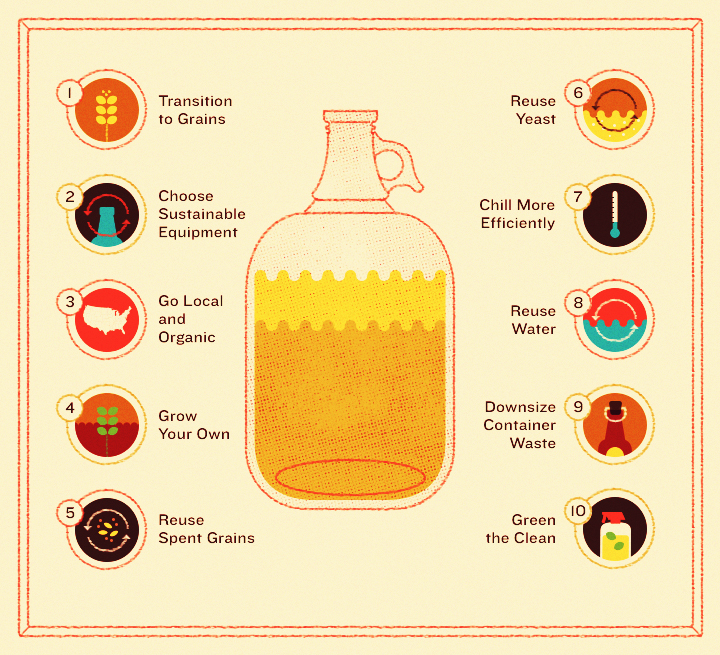 1
Transition
to Grains
2
Choose
Sustainable
Equipment
3
Go Local
and
Organic
4
Grow
Your Own
5
Reuse
Spent Grains
6
Reuse
Yeast
7
Chill More
Efficiently
8
Reuse
Water
9
Downsize
Container
Waste
10
Green
the Clean